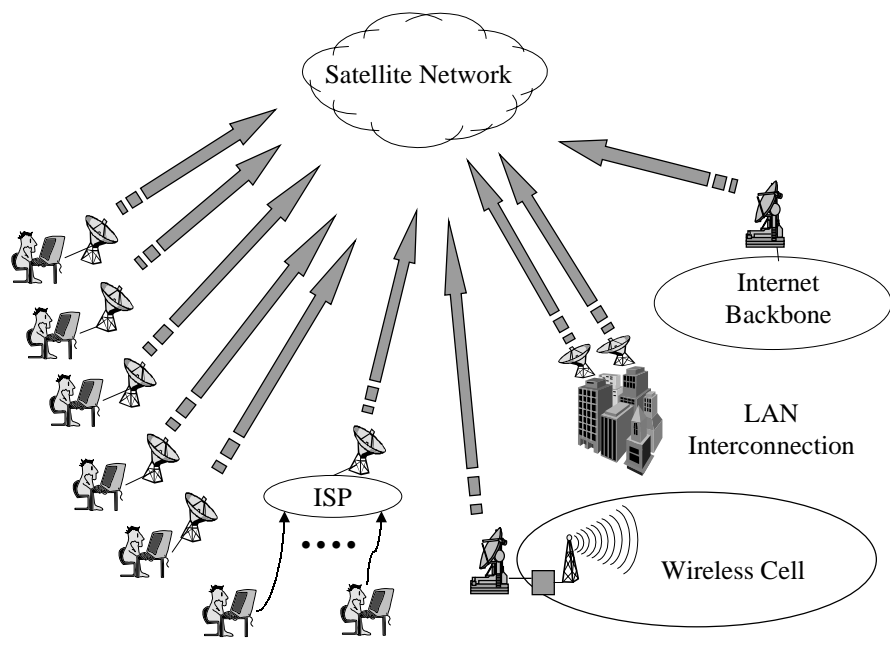 Satellite Network
Internet
Backbone
LAN
Interconnection
ISP
Wireless Cell